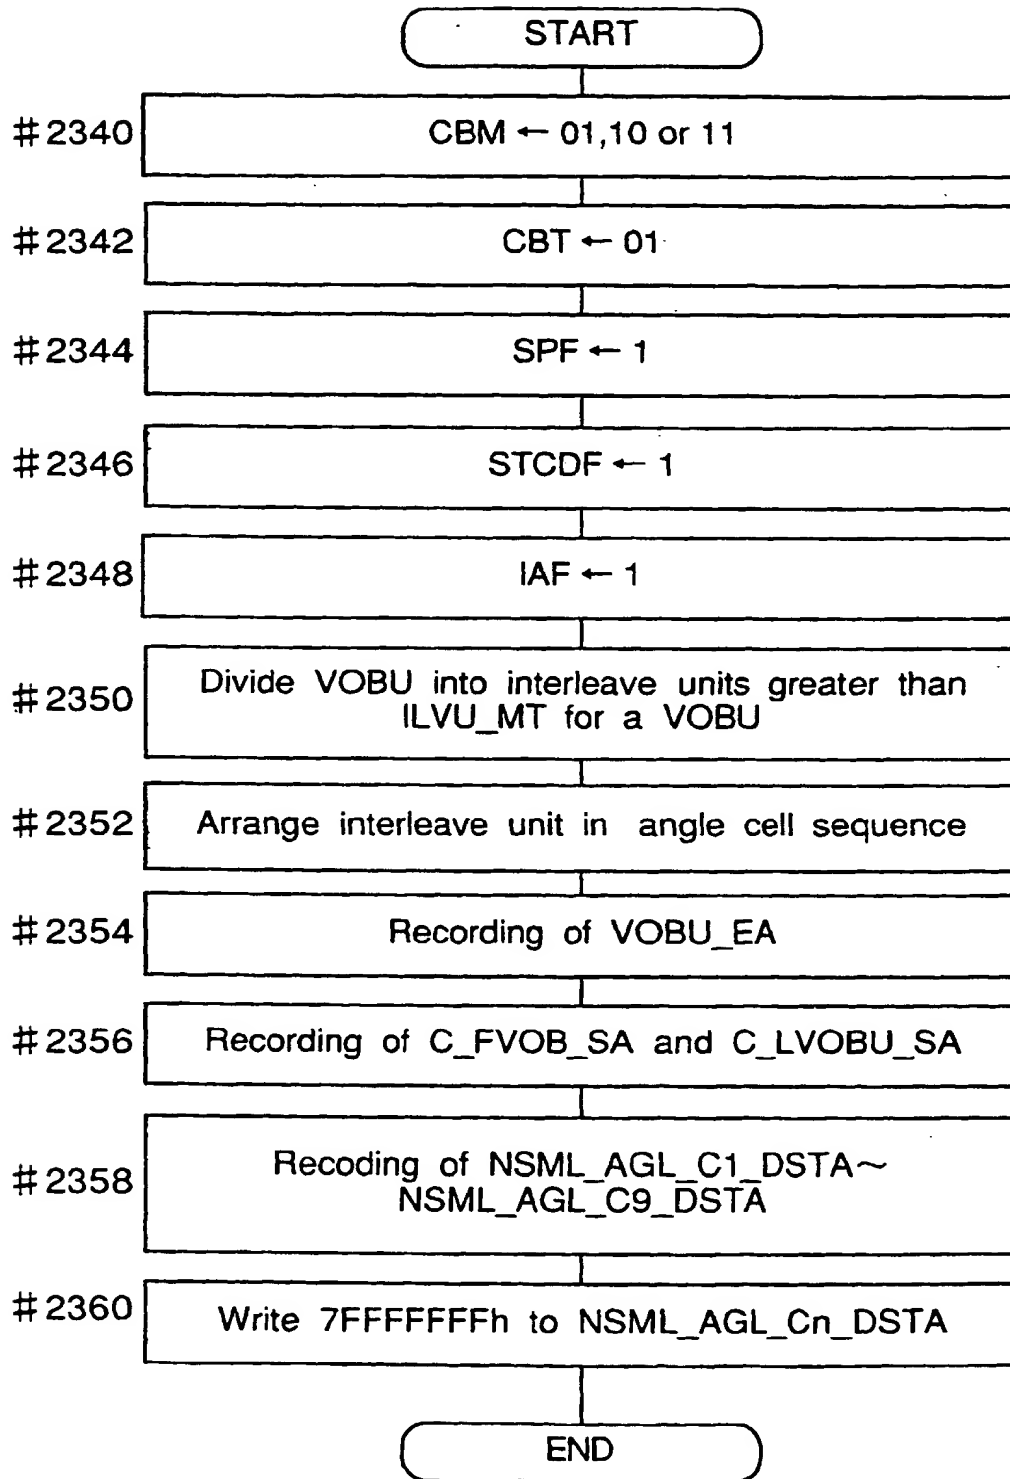 START
#2340 CBM ← 01,10 or 11
#2342 CBT ← 01
#2344 SPF ← 1
#2346 STCDF ← 1
#2348 IAF ← 1
#2350 Divide VOBU into interleave units greater than
ILVU_MT for a VOBU
#2352 Arrange interleave unit in angle cell sequence
#2354 Recording of VOBU_EA
#2356 Recording of C_FVOB_SA and C_LVOBU_SA
#2358 Recoding of NSML_AGL_C1_DSTA~
NSML_AGL_C9_DSTA
#2360 Write 7FFFFFFFh to NSML_AGL_Cn_DSTA
END